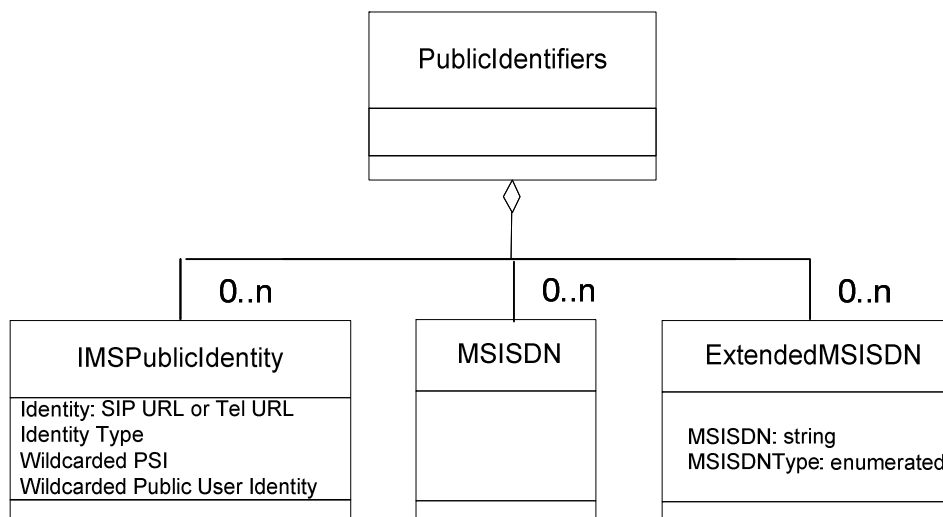 PublicIdentifiers
0..n
0..n
0..n
IMSPublicIdentity
MSISDN
ExtendedMSISDN
Identity: SIP URL or Tel URL
Identity Type
Wildcarded PSI
Wildcarded Public User Identity
MSISDN: string
MSISDNType: enumerated